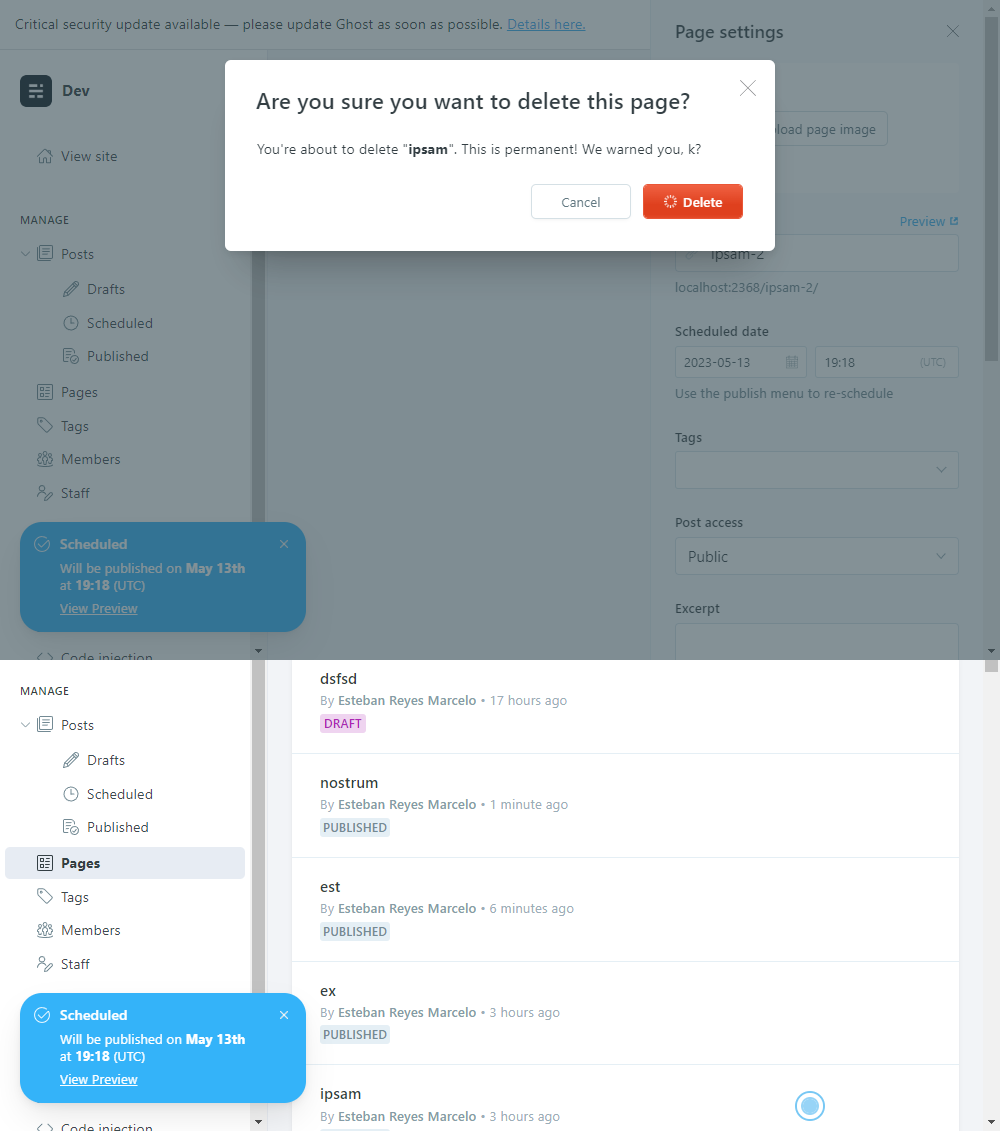 Critical security update available — please update Ghost as soon as possible. Details here.
Page settings
Dev
Are you sure you want to delete this page?
You're about to delete "ipsam". This is permanent! We warned you, k?
Cancel
Delete
load page image
View site
MANAGE
Posts
Drafts
Scheduled
Published
Pages
Tags
Members
Staff
Preview
ipsam-2
localhost:2368/ipsam-2/
Scheduled date
2023-05-13
19:18
(UTC)
Use the publish menu to re-schedule
Tags
Post access
Public
Excerpt
Scheduled
Will be published on May 13th
at 19:18 (UTC)
View Preview
Code injection
MANAGE
Posts
Drafts
Scheduled
Published
Pages
Tags
Members
Staff
Scheduled
Will be published on May 13th
at 19:18 (UTC)
View Preview
Code injection
dsfsd
By Esteban Reyes Marcelo • 17 hours ago
DRAFT
nostrum
By Esteban Reyes Marcelo • 1 minute ago
PUBLISHED
est
By Esteban Reyes Marcelo • 6 minutes ago
PUBLISHED
ex
By Esteban Reyes Marcelo • 3 hours ago
PUBLISHED
ipsam
By Esteban Reyes Marcelo • 3 hours ago